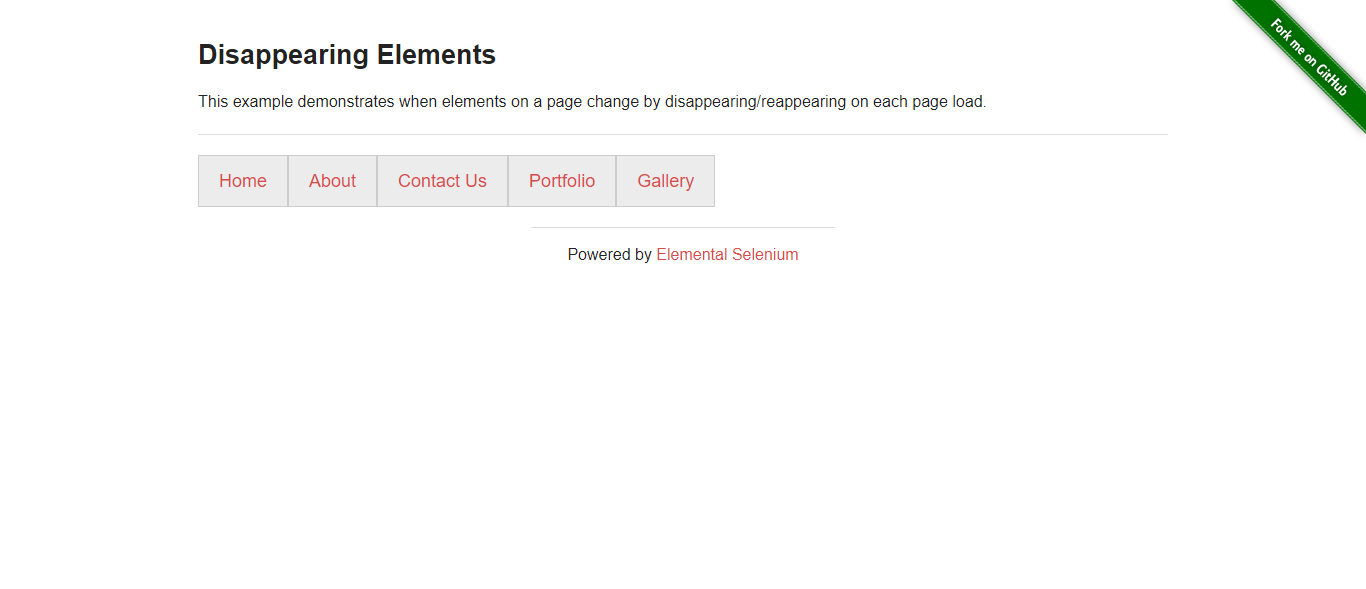 Fork me on GitHub
Disappearing Elements
This example demonstrates when elements on a page change by disappearing/reappearing on each page load.
Home About Contact Us Portfolio Gallery
Powered by Elemental Selenium